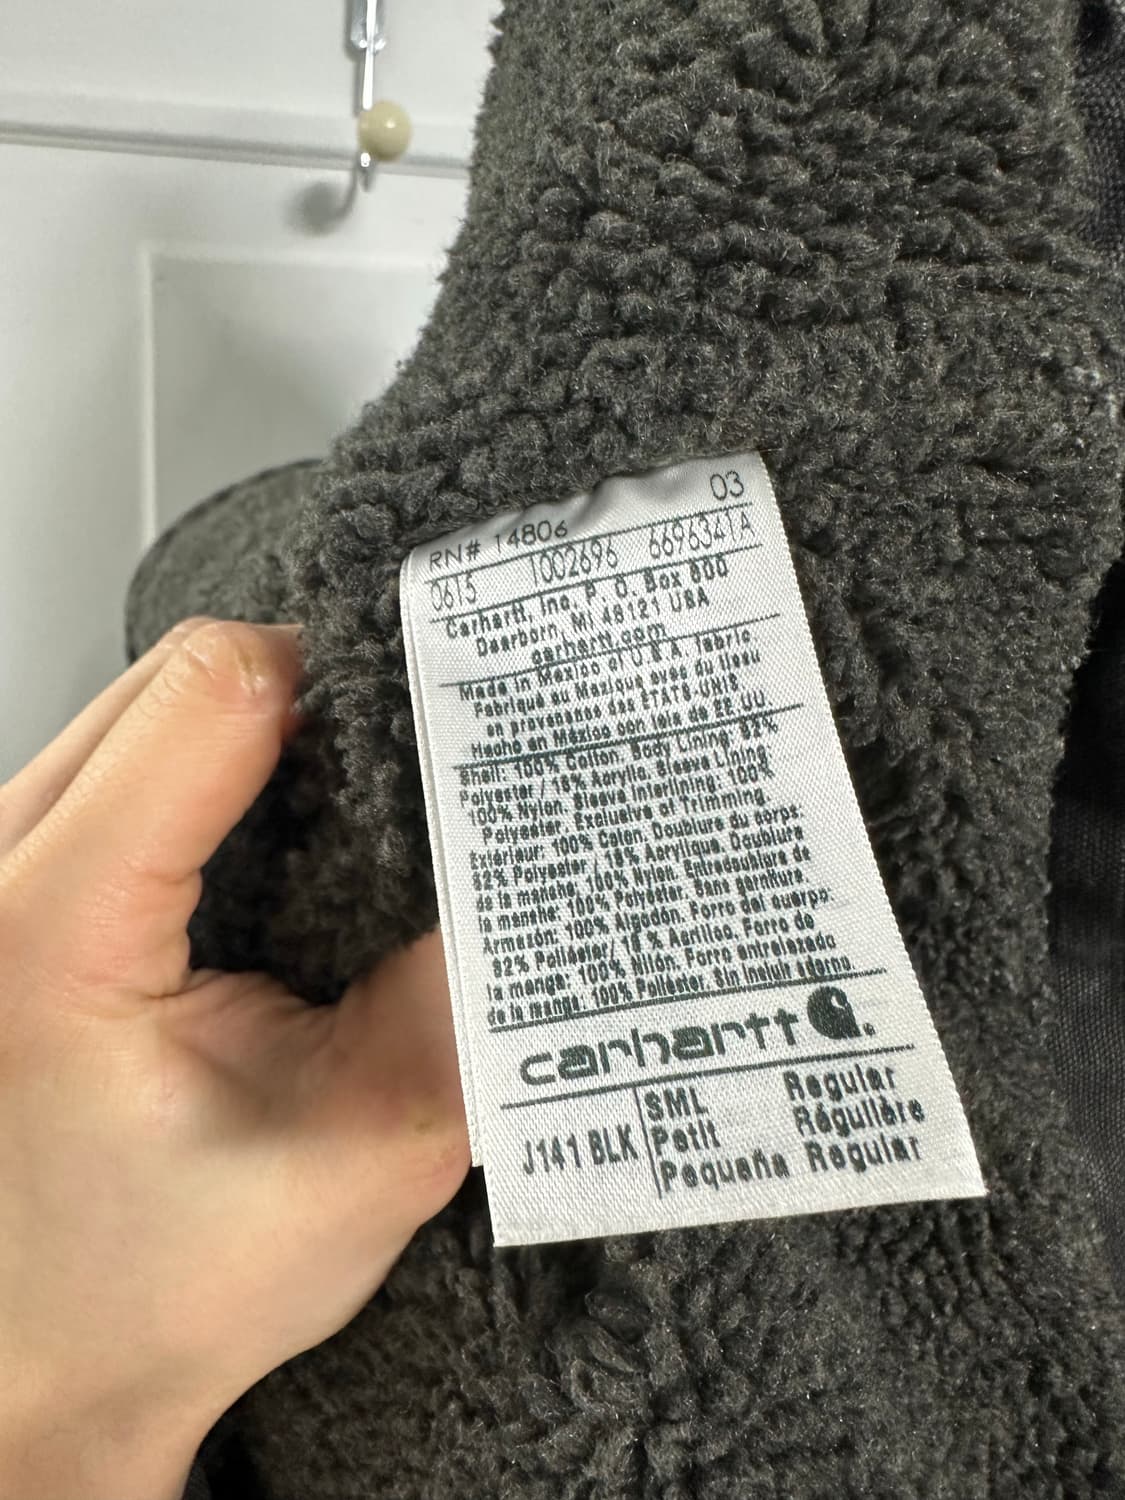 03
RN# 14806
0615 1002696 6696341A
Carhartt, Inc. P. O. Box 600
Dearborn, MI 48121 USA
carhartt.com
Made in Mexico of U.S.A. fabric
Fabriqué au Mexique avec du tissu
en provenance des ÉTATS-UNIS
Hecho en México con tela de EE.UU.
Shell: 100% Cotton. Body Lining: 82%
Polyester / 18% Acrylic. Sleeve Lining:
100% Nylon. Sleeve Interlining: 100%
Polyester. Exclusive of Trimming
Extérieur: 100% Coton. Doublure du corps:
82% Polyester / 18% Acrylique. Doublure
de la manche: 100% Nylon. Entredoublure de
la manche: 100% Polyéster. Sans garniture
Armazon: 100% Algodón. Forro del cuerpo:
82% Poliéster / 18 % Acrilico. Forro de
la manga: 100% Nilón. Forro entrelazado
de la manga: 100% Poliéster. Sin incluir adorno.
carhartt
J141 BLK
SML Regular
Petit Régulière
Pequeña Regular